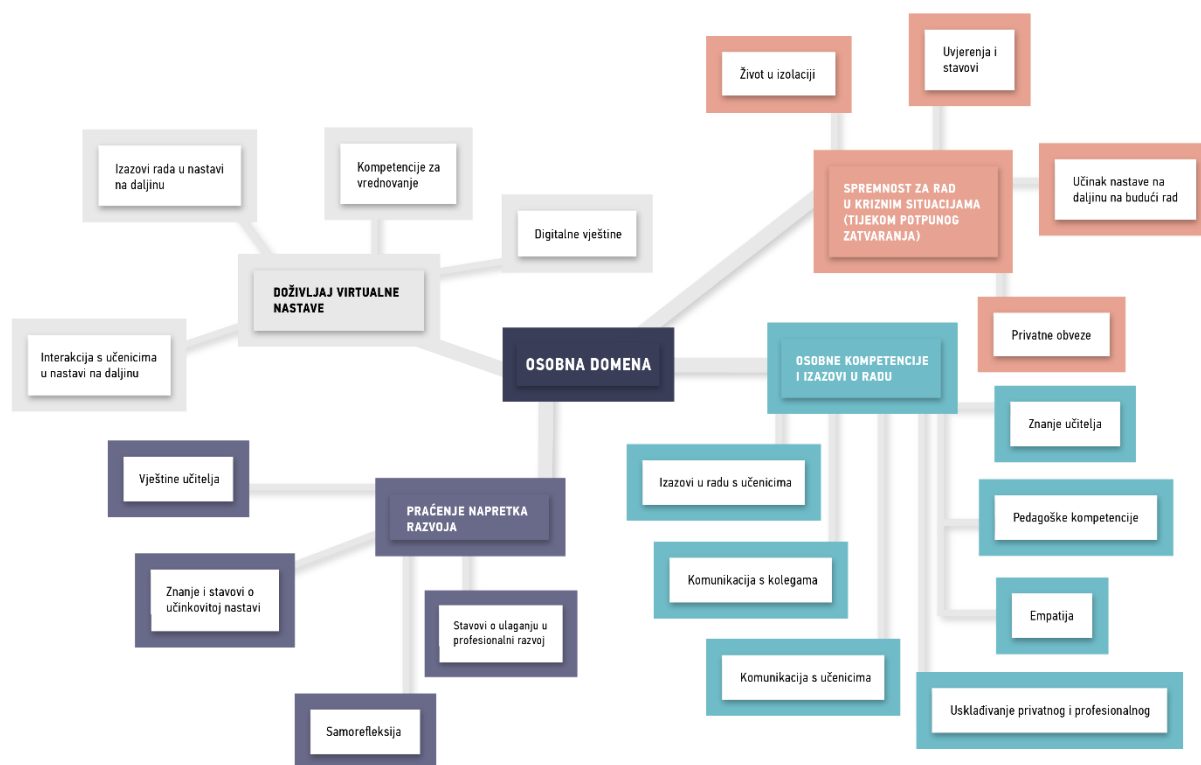 Život u izolaciji
Uvjerenja i
stavovi
Izazovi rada u nastavi
na daljinu
Kompetencije za
vrednovanje
SPREMNOST ZA RAD
U KRIZNIM SITUACIJAMA
(TIJEKOM POTPUNOG
ZATVARANJA)
Učinak nastave na
daljinu na budući rad
Digitalne vještine
DOŽIVLJAJ VIRTUALNE
NASTAVE
Privatne obveze
Interakcija s učenicima
u nastavi na daljinu
OSOBNA DOMENA
OSOBNE KOMPETENCIJE
I IZAZOVI U RADU
Znanje učitelja
Vještine učitelja
Izazovi u radu s učenicima
PRAĆENJE NAPRETKA
RAZVOJA
Pedagoške kompetencije
Znanje i stavovi o
učinkovitoj nastavi
Komunikacija s kolegama
Stavovi o ulaganju u
profesionalni razvoj
Empatija
Komunikacija s učenicima
Samorefleksija
Usklađivanje privatnog i profesionalnog